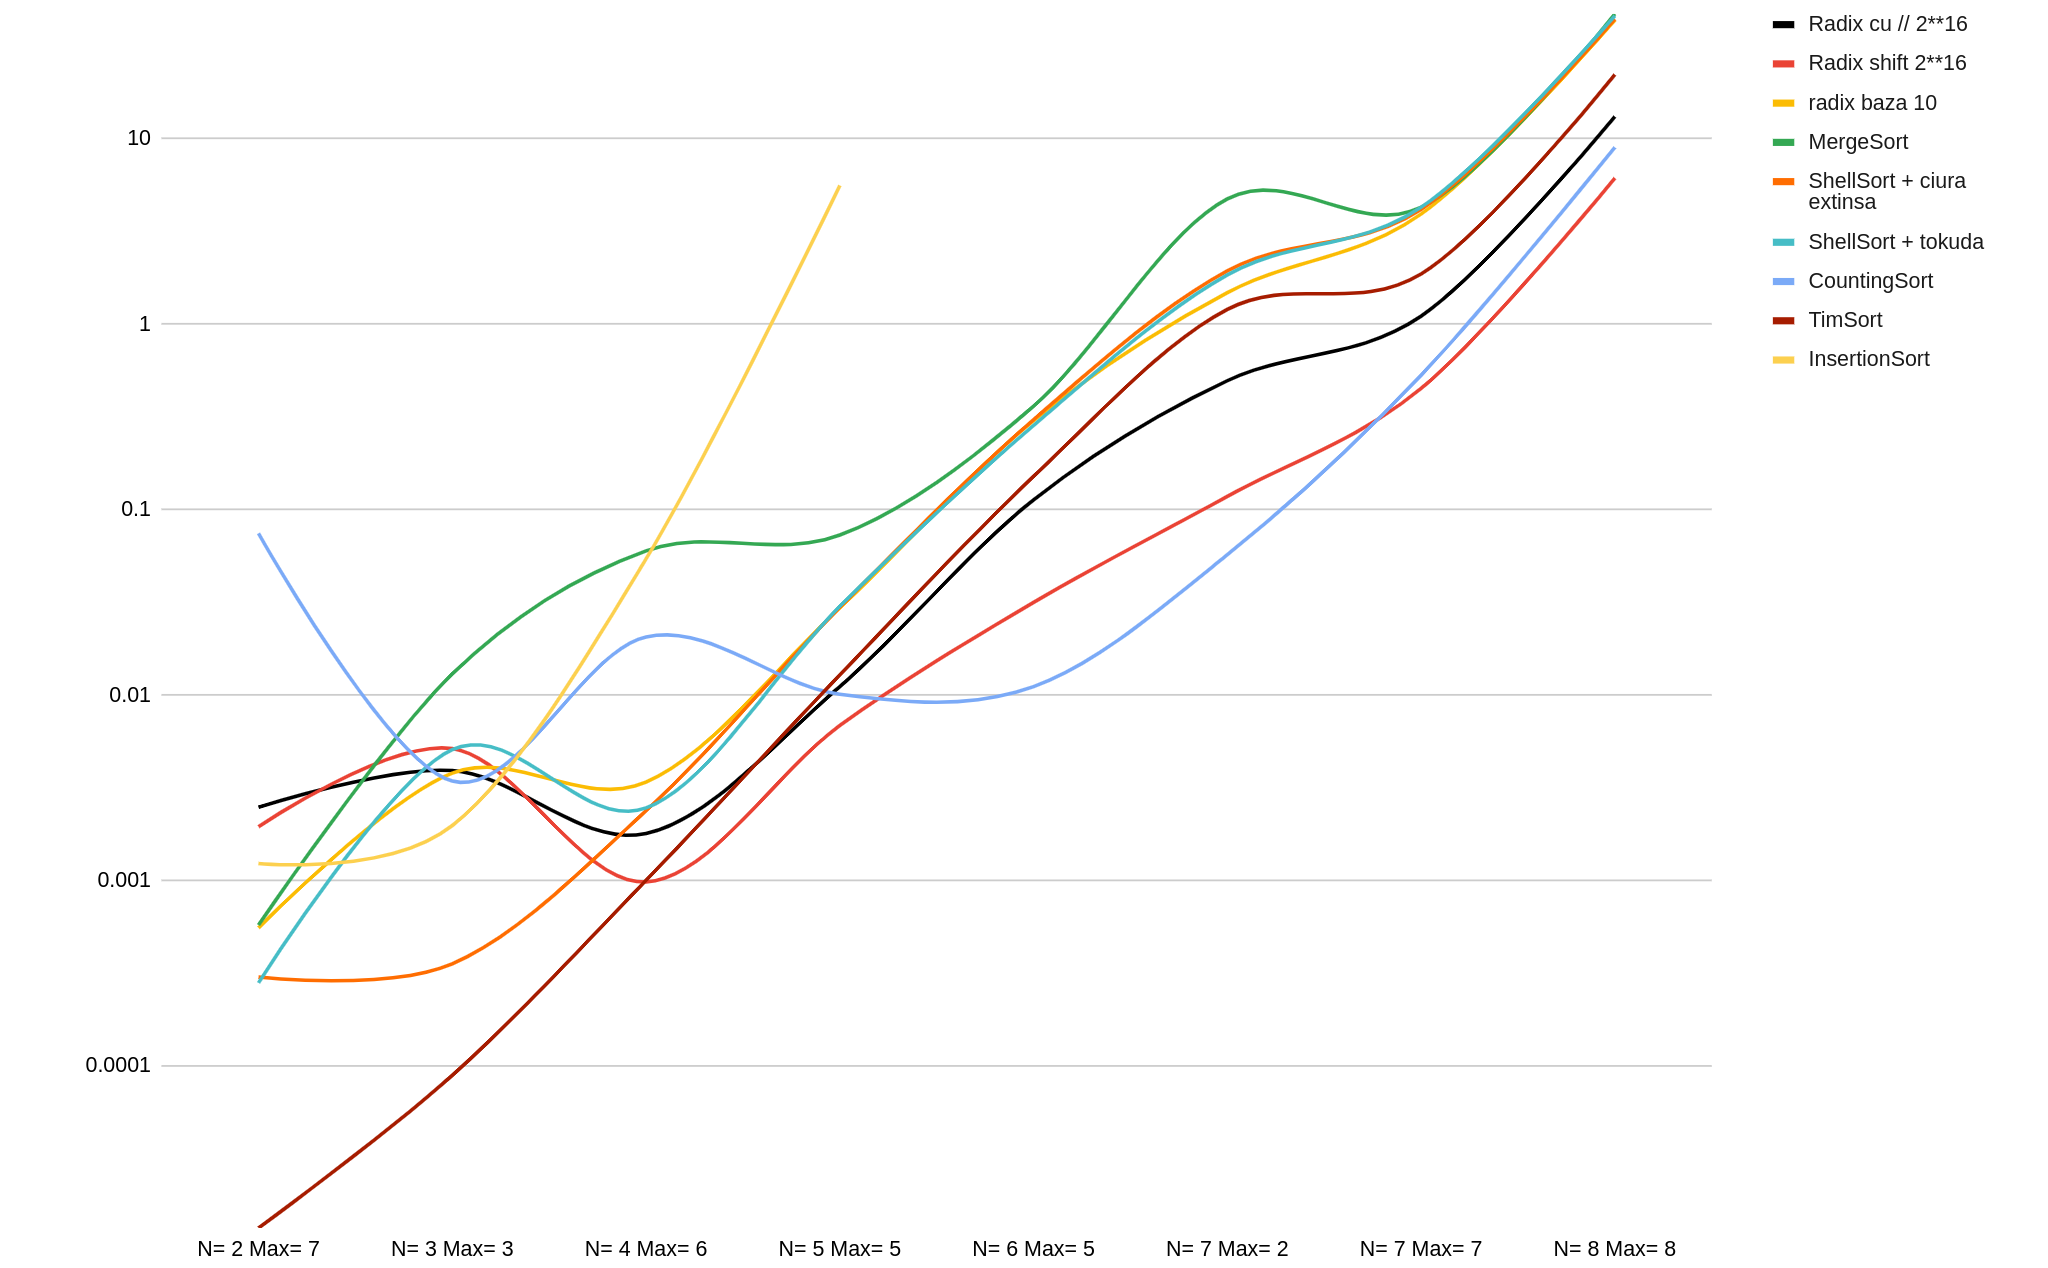 10
1
0.1
0.01
0.001
0.0001
N= 2 Max= 7
N= 3 Max= 3
N= 4 Max= 6
N= 5 Max= 5
N= 6 Max= 5
N= 7 Max= 2
N= 7 Max= 7
N= 8 Max= 8
Radix cu // 2**16
Radix shift 2**16
radix baza 10
MergeSort
ShellSort + ciura
extinsa
ShellSort + tokuda
CountingSort
TimSort
InsertionSort